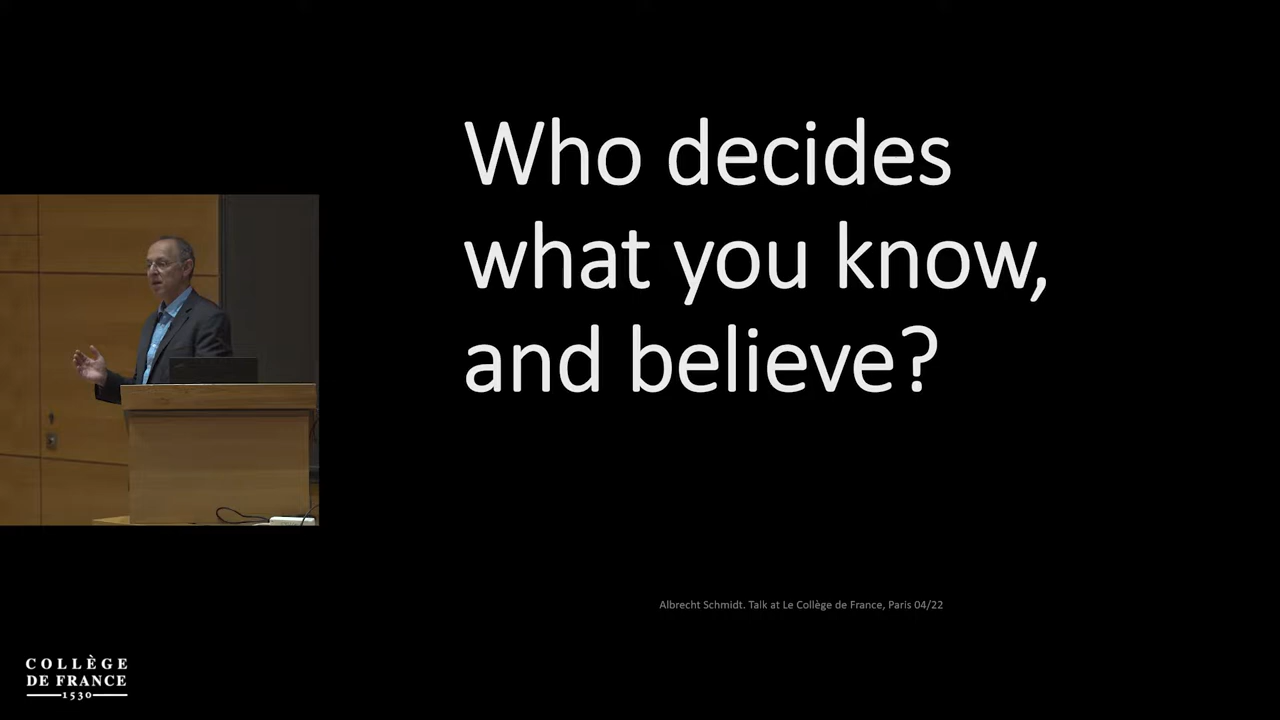 Who decides
what you know,
and believe?
Albrecht Schmidt. Talk at Le Collège de France, Paris 04/22
COLLÈGE
DE FRANCE
1530